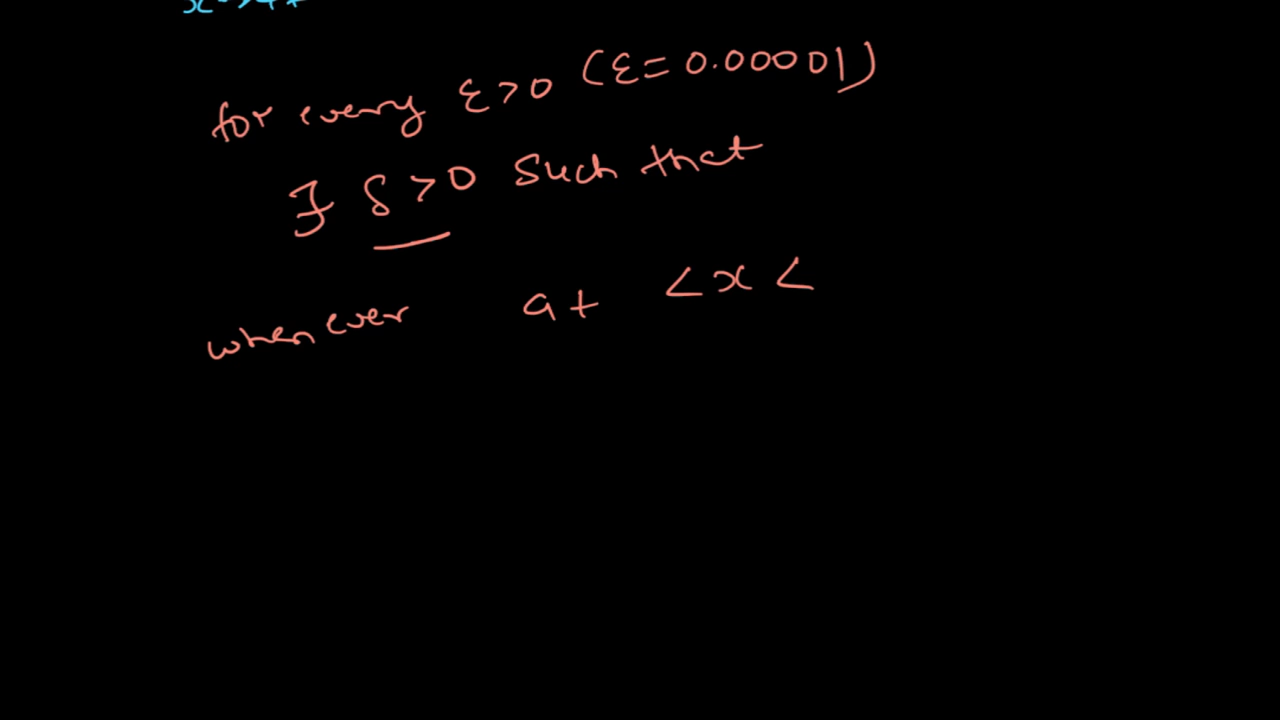 for every ε>0 (ε= 0.00001)
∃ δ>0 Such that
whenever a+ <x<